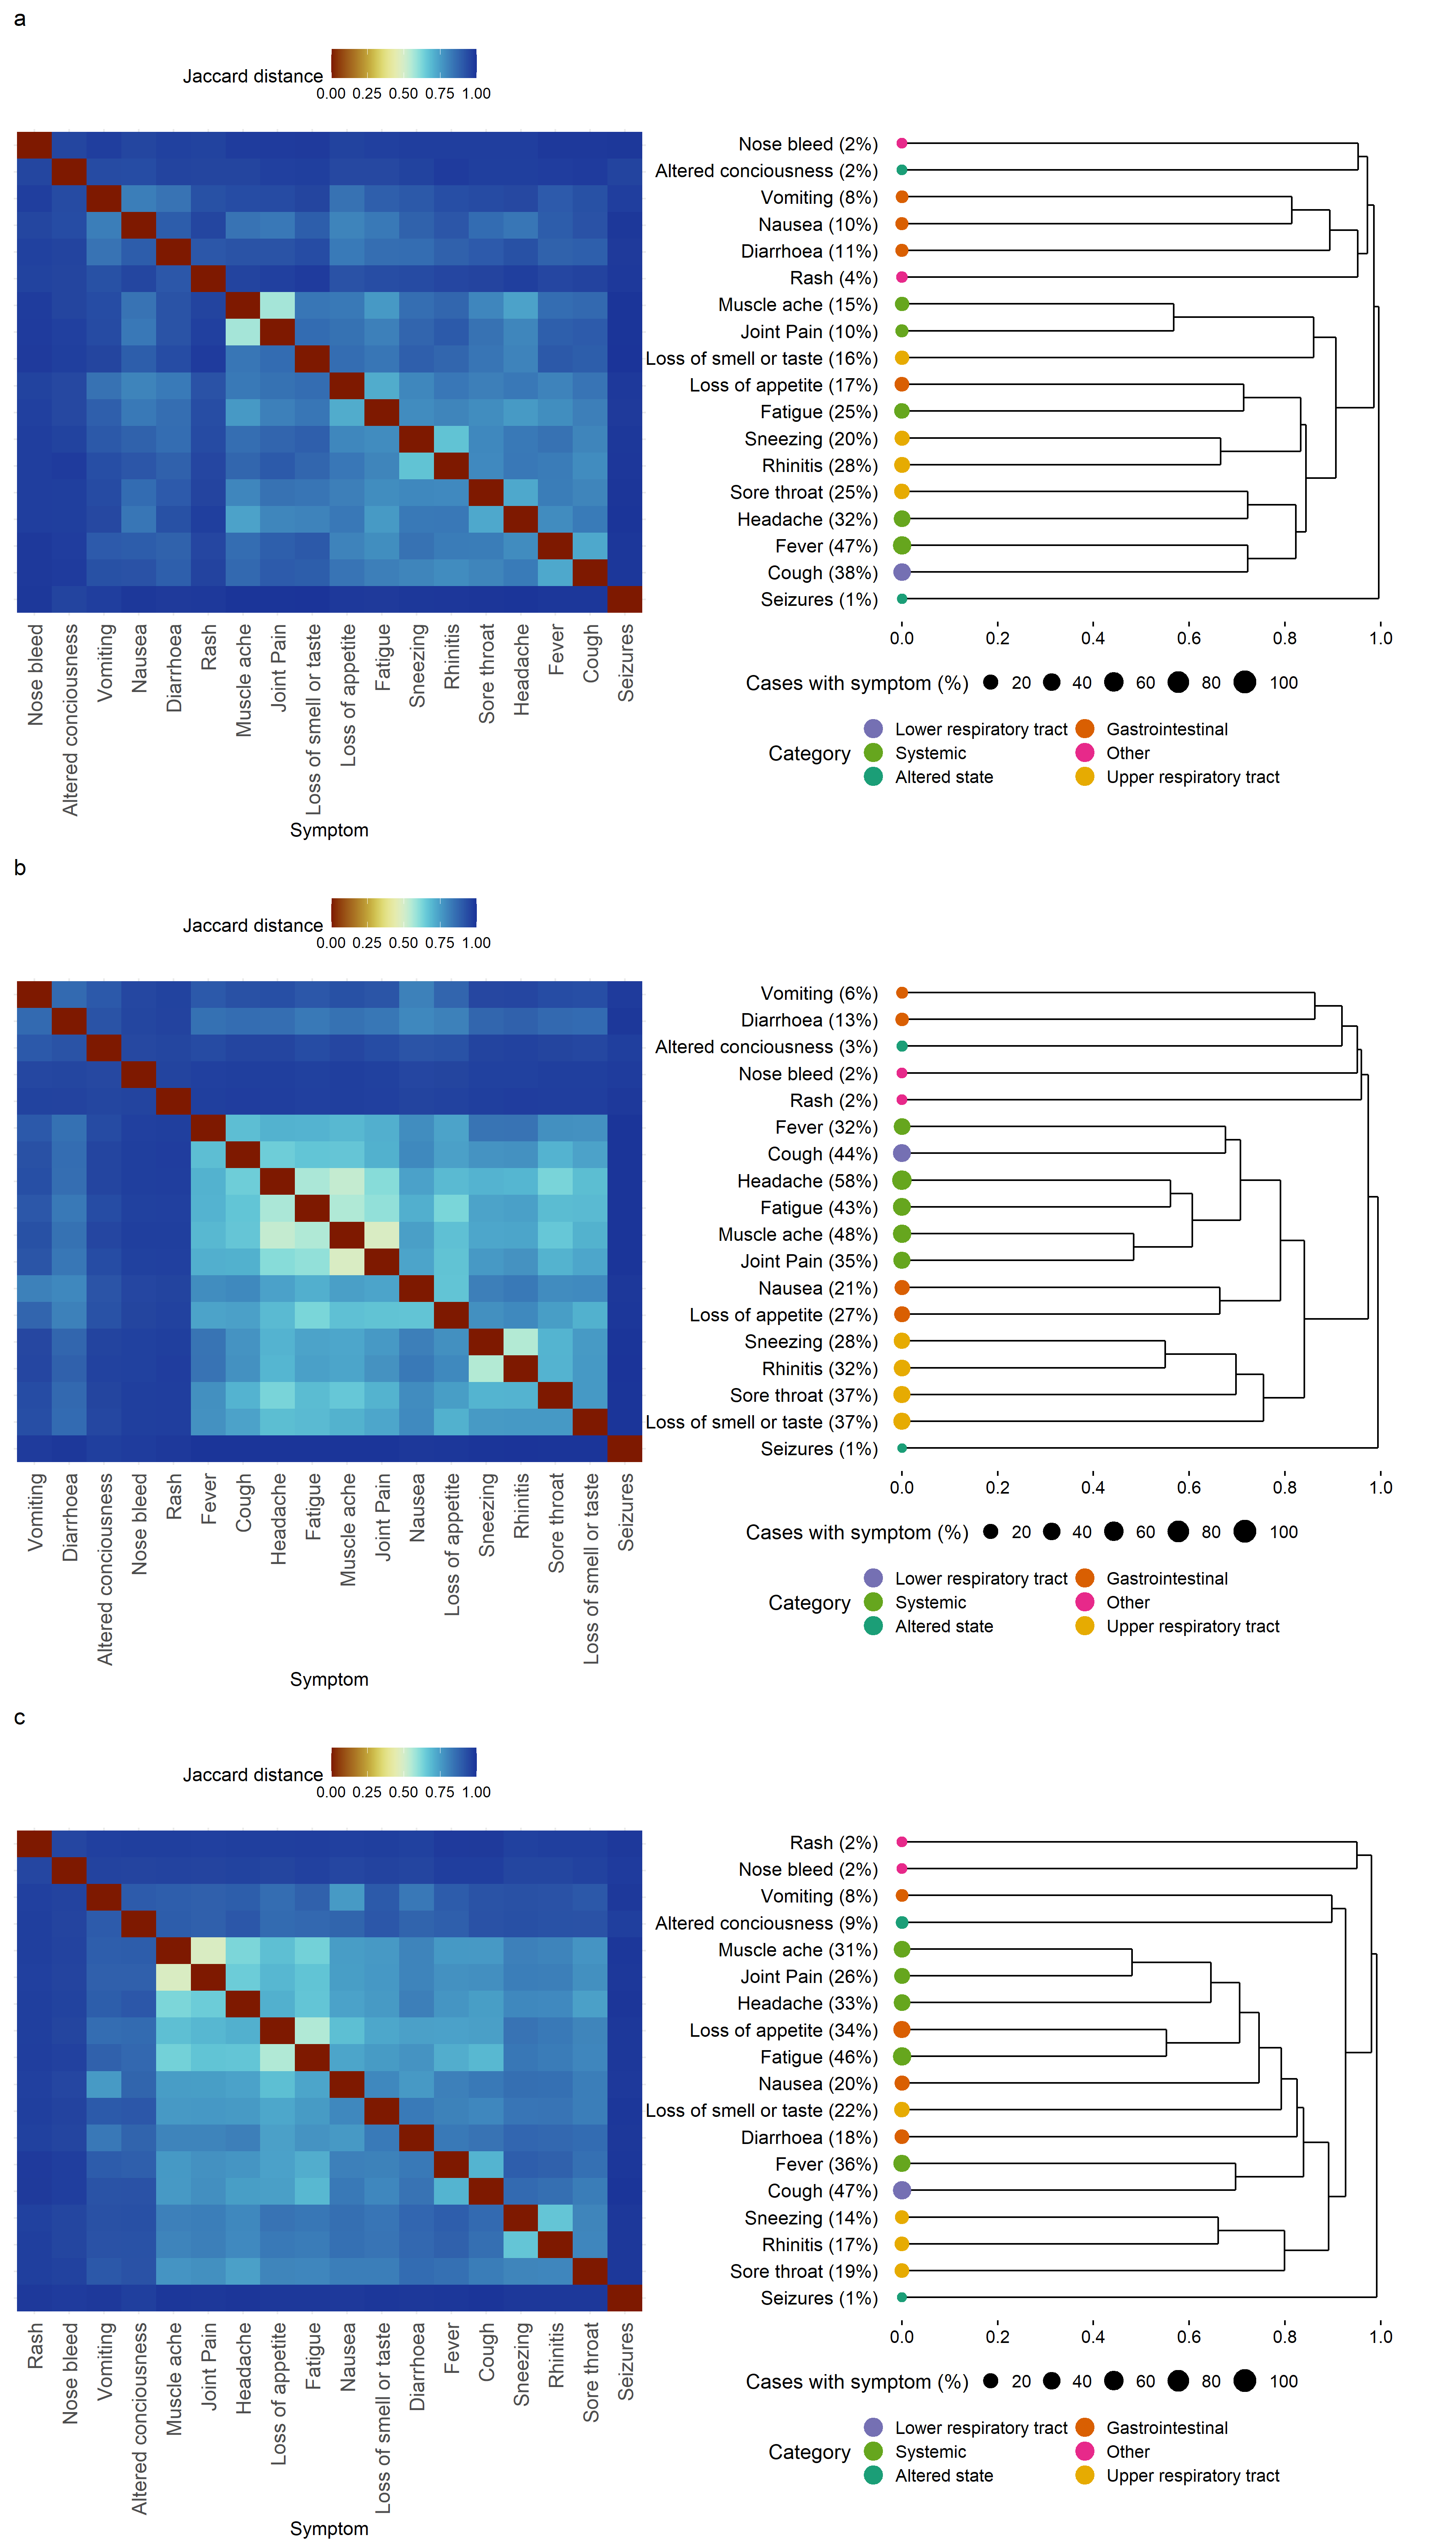 a
Jaccard distance
0.00 0.25 0.50 0.75 1.00
Nose bleed (2%)
Altered conciousness (2%)
Vomiting (8%)
Nausea (10%)
Diarrhoea (11%)
Rash (4%)
Muscle ache (15%)
Joint Pain (10%)
Loss of smell or taste (16%)
Loss of appetite (17%)
Fatigue (25%)
Sneezing (20%)
Rhinitis (28%)
Sore throat (25%)
Headache (32%)
Fever (47%)
Cough (38%)
Seizures (1%)
Nose bleed
Altered conciousness
Vomiting
Nausea
Diarrhoea
Rash
Muscle ache
Joint Pain
Loss of smell or taste
Loss of appetite
Fatigue
Sneezing
Rhinitis
Sore throat
Headache
Fever
Cough
Seizures
Symptom
0.0 0.2 0.4 0.6 0.8 1.0
Cases with symptom (%) 20 40 60 80 100
Category
Lower respiratory tract
Systemic
Altered state
Gastrointestinal
Other
Upper respiratory tract
b
Jaccard distance
0.00 0.25 0.50 0.75 1.00
Vomiting (6%)
Diarrhoea (13%)
Altered conciousness (3%)
Nose bleed (2%)
Rash (2%)
Fever (32%)
Cough (44%)
Headache (58%)
Fatigue (43%)
Muscle ache (48%)
Joint Pain (35%)
Nausea (21%)
Loss of appetite (27%)
Sneezing (28%)
Rhinitis (32%)
Sore throat (37%)
Loss of smell or taste (37%)
Seizures (1%)
Vomiting
Diarrhoea
Altered conciousness
Nose bleed
Rash
Fever
Cough
Headache
Fatigue
Muscle ache
Joint Pain
Nausea
Loss of appetite
Sneezing
Rhinitis
Sore throat
Loss of smell or taste
Seizures
Symptom
0.0 0.2 0.4 0.6 0.8 1.0
Cases with symptom (%) 20 40 60 80 100
Category
Lower respiratory tract
Systemic
Altered state
Gastrointestinal
Other
Upper respiratory tract
c
Jaccard distance
0.00 0.25 0.50 0.75 1.00
Rash (2%)
Nose bleed (2%)
Vomiting (8%)
Altered conciousness (9%)
Muscle ache (31%)
Joint Pain (26%)
Headache (33%)
Loss of appetite (34%)
Fatigue (46%)
Nausea (20%)
Loss of smell or taste (22%)
Diarrhoea (18%)
Fever (36%)
Cough (47%)
Sneezing (14%)
Rhinitis (17%)
Sore throat (19%)
Seizures (1%)
Rash
Nose bleed
Vomiting
Altered conciousness
Muscle ache
Joint Pain
Headache
Loss of appetite
Fatigue
Nausea
Loss of smell or taste
Diarrhoea
Fever
Cough
Sneezing
Rhinitis
Sore throat
Seizures
Symptom
0.0 0.2 0.4 0.6 0.8 1.0
Cases with symptom (%) 20 40 60 80 100
Category
Lower respiratory tract
Systemic
Altered state
Gastrointestinal
Other
Upper respiratory tract